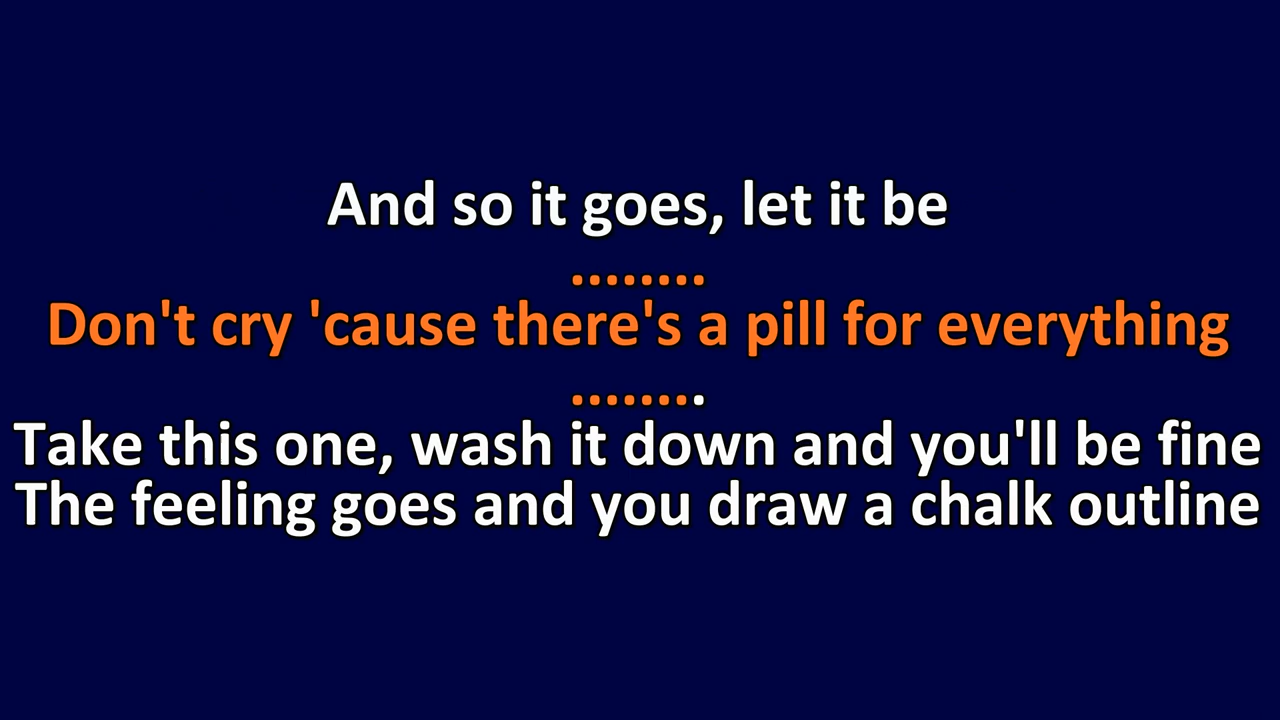 And so it goes, let it be
........
Don't cry 'cause there's a pill for everything
........
Take this one, wash it down and you'll be fine
The feeling goes and you draw a chalk outline